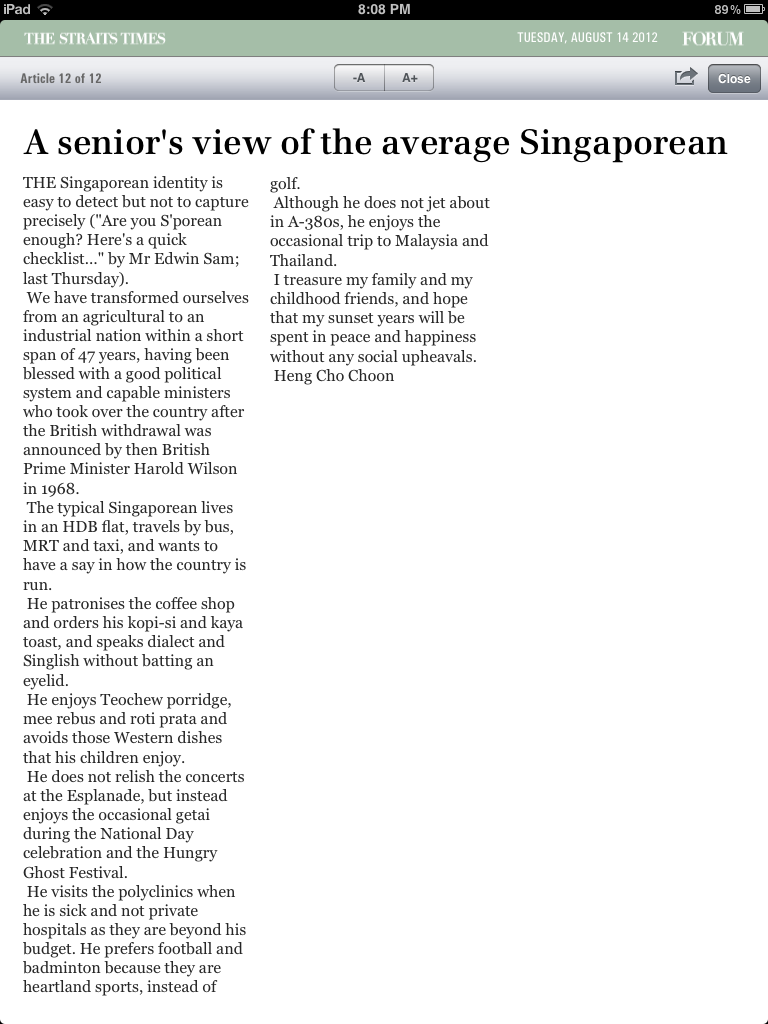 iPad
8:08 PM
89%
THE STRAITS TIMES
TUESDAY, AUGUST 14 2012
FORUM
Article 12 of 12
-A
A+
Close
A senior's view of the average Singaporean
THE Singaporean identity is
easy to detect but not to capture
precisely ("Are you S'porean
enough? Here's a quick
checklist..." by Mr Edwin Sam;
last Thursday).
We have transformed ourselves
from an agricultural to an
industrial nation within a short
span of 47 years, having been
blessed with a good political
system and capable ministers
who took over the country after
the British withdrawal was
announced by then British
Prime Minister Harold Wilson
in 1968.
The typical Singaporean lives
in an HDB flat, travels by bus,
MRT and taxi, and wants to
have a say in how the country is
run.
He patronises the coffee shop
and orders his kopi-si and kaya
toast, and speaks dialect and
Singlish without batting an
eyelid.
He enjoys Teochew porridge,
mee rebus and roti prata and
avoids those Western dishes
that his children enjoy.
He does not relish the concerts
at the Esplanade, but instead
enjoys the occasional getai
during the National Day
celebration and the Hungry
Ghost Festival.
He visits the polyclinics when
he is sick and not private
hospitals as they are beyond his
budget. He prefers football and
badminton because they are
heartland sports, instead of
golf.
Although he does not jet about
in A-380s, he enjoys the
occasional trip to Malaysia and
Thailand.
I treasure my family and my
childhood friends, and hope
that my sunset years will be
spent in peace and happiness
without any social upheavals.
Heng Cho Choon